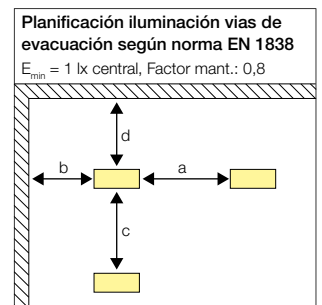 Planificación iluminación vias de
evacuación según norma EN 1838
Emin = 1 lx central, Factor mant.: 0,8
d
b
a
c